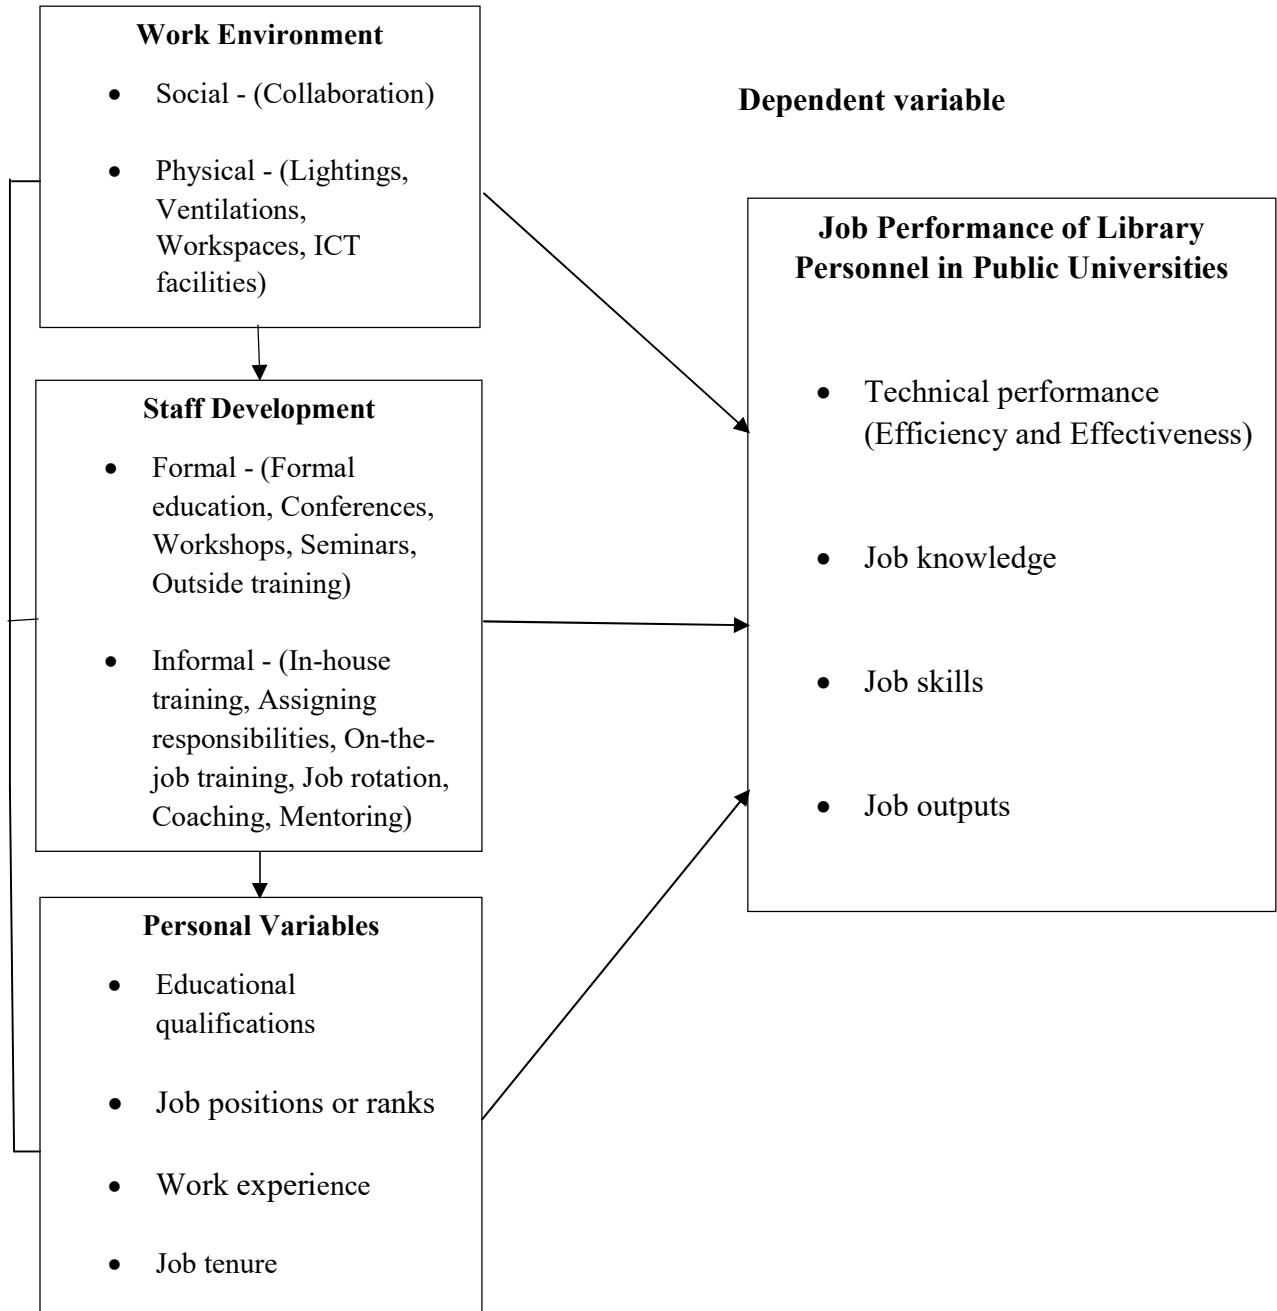 Work Environment
• Social - (Collaboration)
• Physical - (Lightings,
Ventilations,
Workspaces, ICT
facilities)
Staff Development
• Formal - (Formal
education, Conferences,
Workshops, Seminars,
Outside training)
• Informal - (In-house
training, Assigning
responsibilities, On-the-
job training, Job rotation,
Coaching, Mentoring)
Personal Variables
• Educational
qualifications
• Job positions or ranks
• Work experience
• Job tenure
Dependent variable
Job Performance of Library
Personnel in Public Universities
• Technical performance
(Efficiency and Effectiveness)
• Job knowledge
• Job skills
• Job outputs